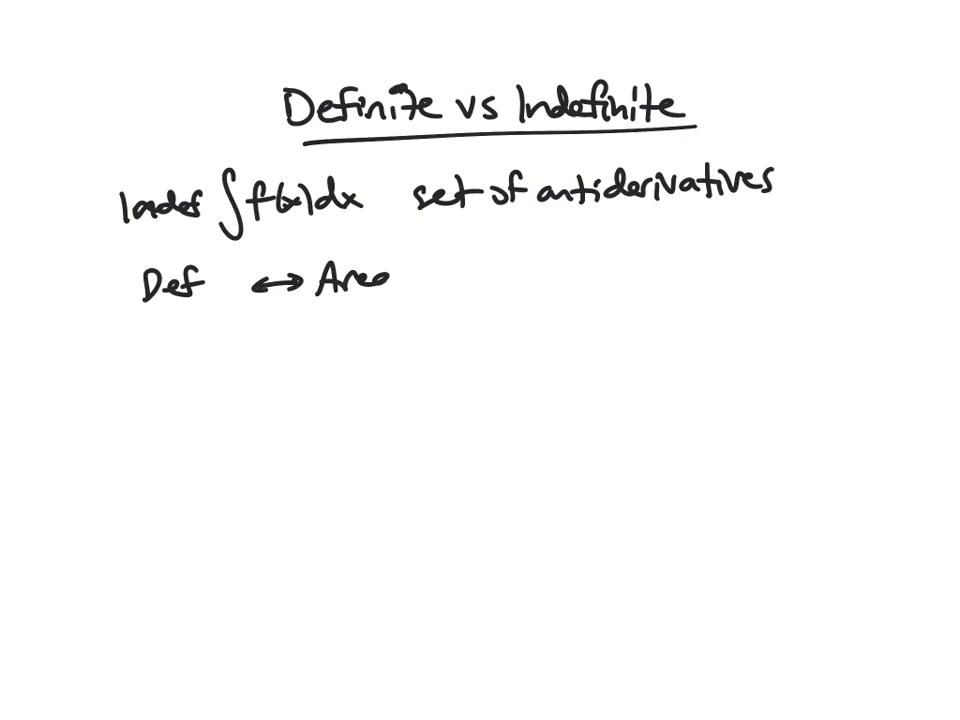 Definite vs Indefinite
Indef ∫f(x)dx set of antiderivatives
Def ↔ Area